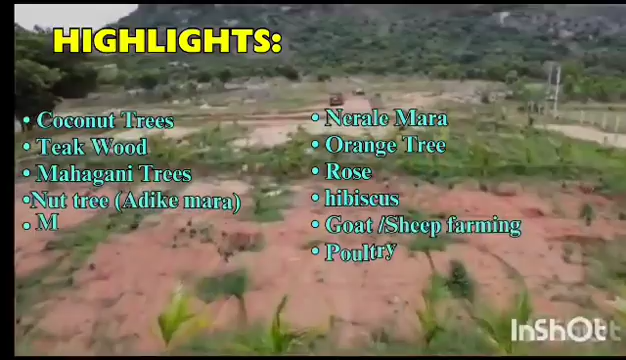 HIGHLIGHTS:
• Coconut Trees
• Teak Wood
• Mahagani Trees
•Nut tree (Adike mara)
• M
• Nerale Mara
• Orange Tree
• Rose
• hibiscus
• Goat /Sheep farming
• Poultry
InShOt